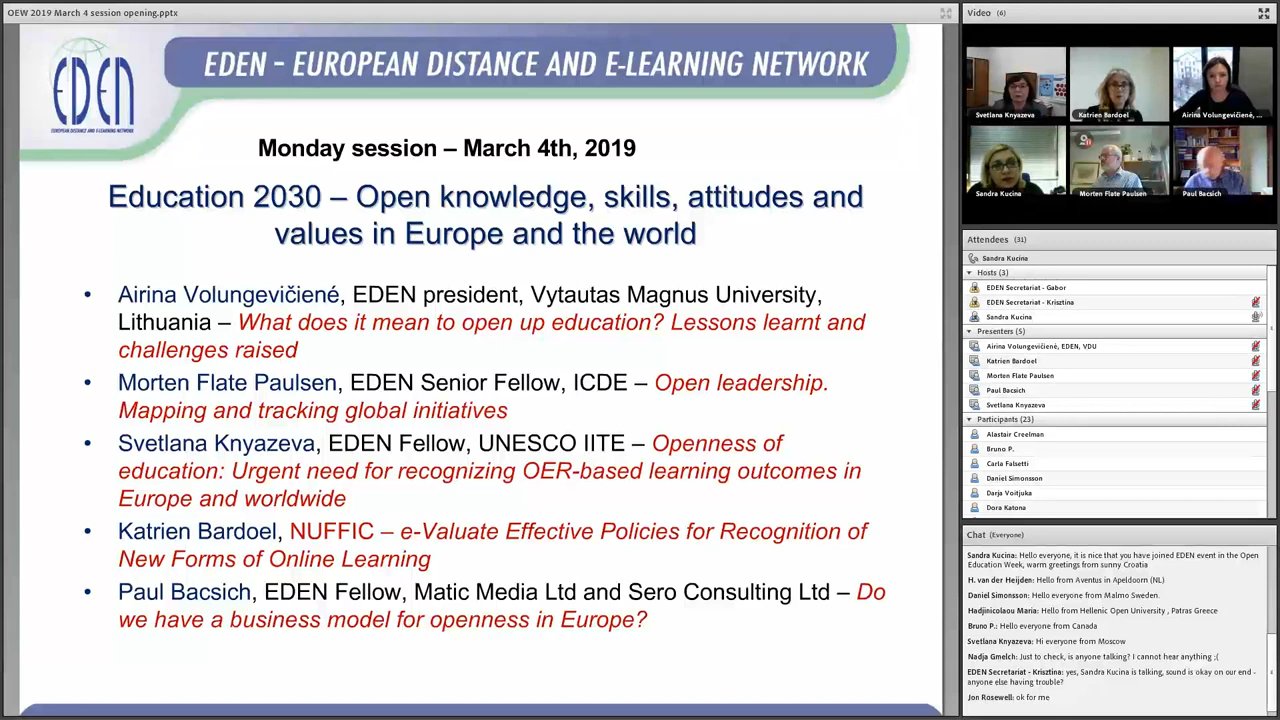 OEW 2019 March 4 session opening.pptx
EDEN
EUROPEAN DISTANCE AND E-LEARNING NETWORK
EDEN – EUROPEAN DISTANCE AND E-LEARNING NETWORK
Monday session – March 4th, 2019
Education 2030 – Open knowledge, skills, attitudes and
values in Europe and the world
• Airina Volungevičiené, EDEN president, Vytautas Magnus University,
Lithuania – What does it mean to open up education? Lessons learnt and
challenges raised
• Morten Flate Paulsen, EDEN Senior Fellow, ICDE – Open leadership.
Mapping and tracking global initiatives
• Svetlana Knyazeva, EDEN Fellow, UNESCO IITE – Openness of
education: Urgent need for recognizing OER-based learning outcomes in
Europe and worldwide
• Katrien Bardoel, NUFFIC – e-Valuate Effective Policies for Recognition of
New Forms of Online Learning
• Paul Bacsich, EDEN Fellow, Matic Media Ltd and Sero Consulting Ltd – Do
we have a business model for openness in Europe?
Video (6)
Svetlana Knyazeva
Katrien Bardoel
Airina Volungevičiené, ...
Sandra Kucina
Morten Flate Paulsen
Paul Bacsich
Attendees (31)
Sandra Kucina
Hosts (3)
EDEN Secretariat - Gabor
EDEN Secretariat - Krisztina
Sandra Kucina
Presenters (5)
Airina Volungevičiené, EDEN, VDU
Katrien Bardoel
Morten Flate Paulsen
Paul Bacsich
Svetlana Knyazeva
Participants (23)
Alastair Creelman
Bruno P.
Carla Falsetti
Daniel Simonsson
Darja Voitjuka
Dora Katona
Chat (Everyone)
Sandra Kucina: Hello everyone, it is nice that you have joined EDEN event in the Open
Education Week, warm greetings from sunny Croatia
H. van der Heijden: Hello from Aventus in Apeldoorn (NL)
Daniel Simonsson: Hello everyone from Malmo Sweden.
Hadjinicolaou Maria: Hello from Hellenic Open University , Patras Greece
Bruno P.: Hello everyone from Canada
Svetlana Knyazeva: Hi everyone from Moscow
Nadja Gmelch: Just to check, is anyone talking? I cannot hear anything ;(
EDEN Secretariat - Krisztina: yes, Sandra Kucina is talking, sound is okay on our end -
anyone else having trouble?
Jon Rosewell: ok for me